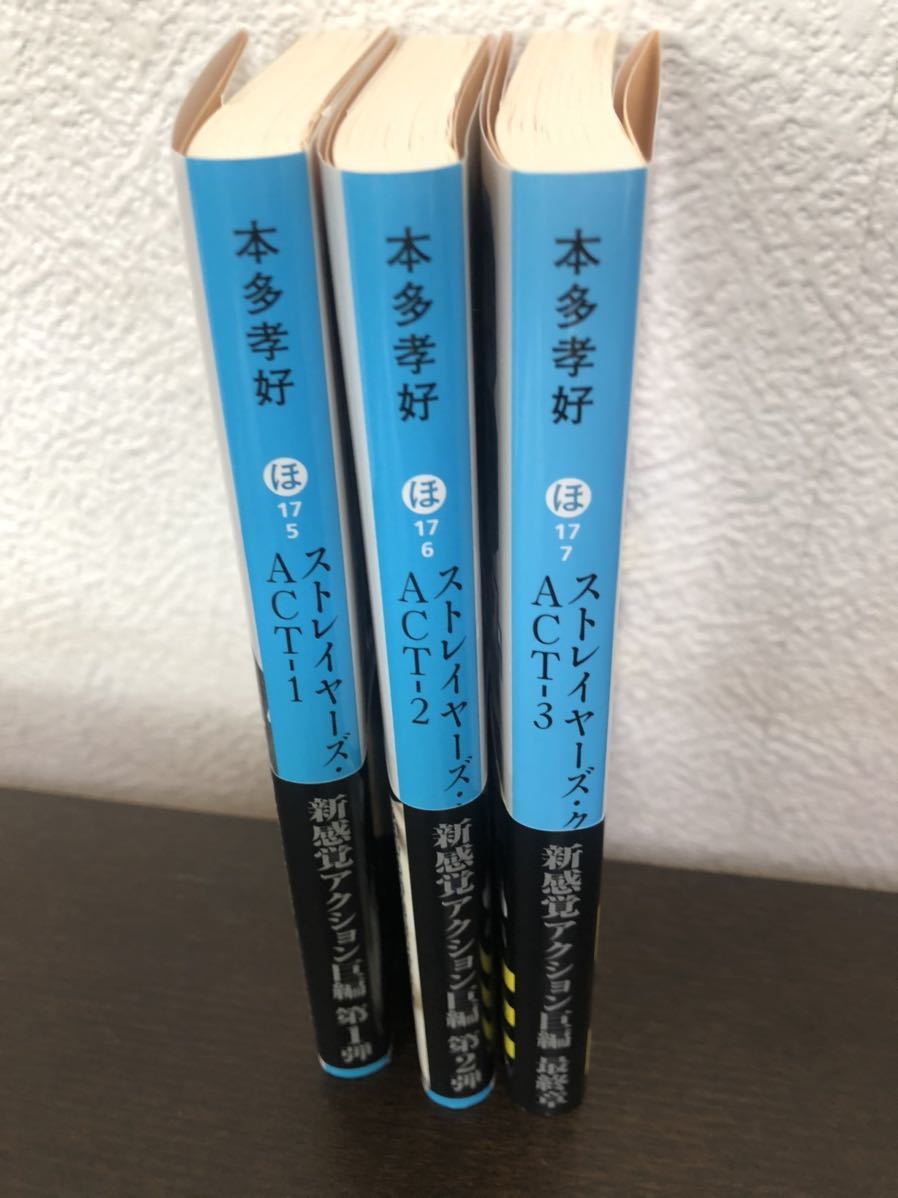 本多孝好
ほ
17
5
ストレイヤーズ・
ACT-1
新感覚アクション巨編 第1弾
本多孝好
ほ
17
6
ストレイヤーズ・
ACT-2
新感覚アクション巨編 第2弾
本多孝好
ほ
17
7
ストレイヤーズ・ク
ACT-3
新感覚アクション巨編 最終章